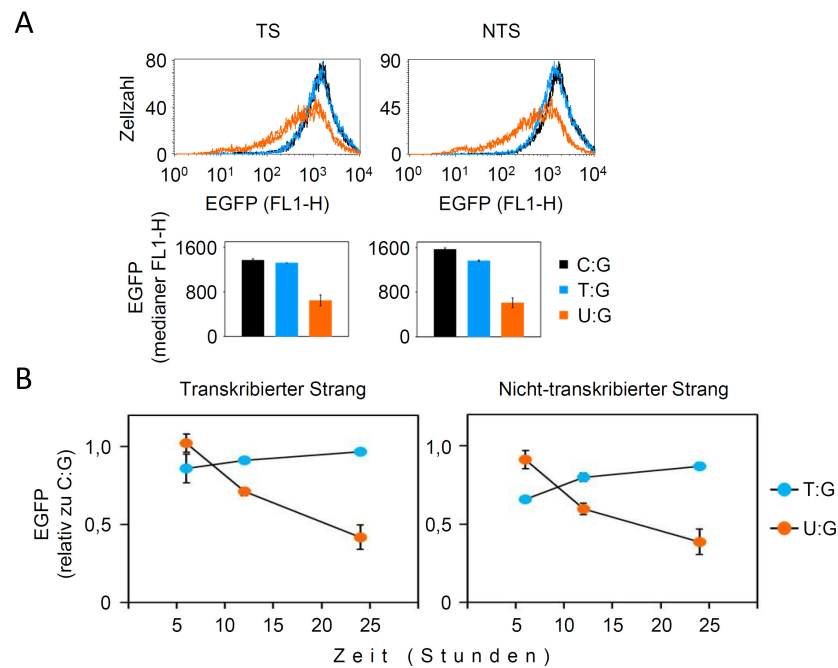 A
TS
NTS
Zellzahl
80
40
0
10⁰ 10¹ 10² 10³ 10⁴
EGFP (FL1-H)
90
45
0
10⁰ 10¹ 10² 10³ 10⁴
EGFP (FL1-H)
EGFP
(medianer FL1-H)
1600
800
0
1600
800
0
C:G
T:G
U:G
B
Transkribierter Strang
Nicht-transkribierter Strang
EGFP
(relativ zu C:G)
1,0
0,5
0
5 10 15 20 25
1,0
0,5
0
5 10 15 20 25
T:G
U:G
Zeit (Stunden)